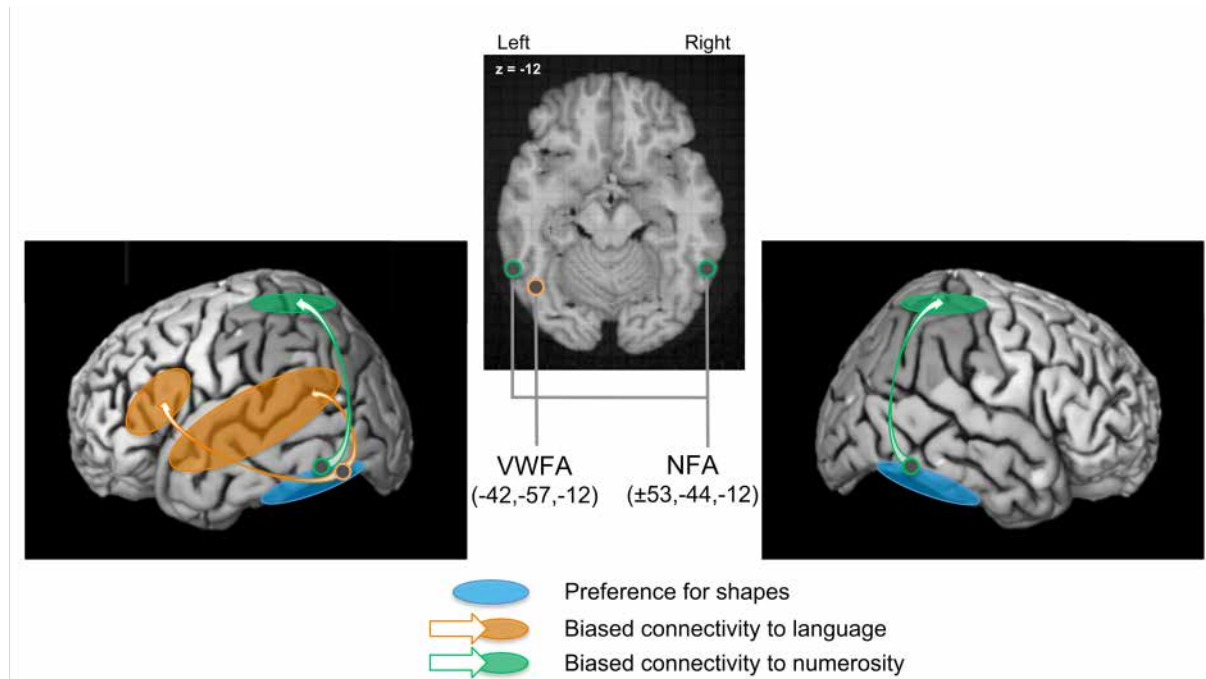 Left
Right
z = -12
VWFA
(-42,-57,-12)
NFA
(±53,-44,-12)
Preference for shapes
Biased connectivity to language
Biased connectivity to numerosity